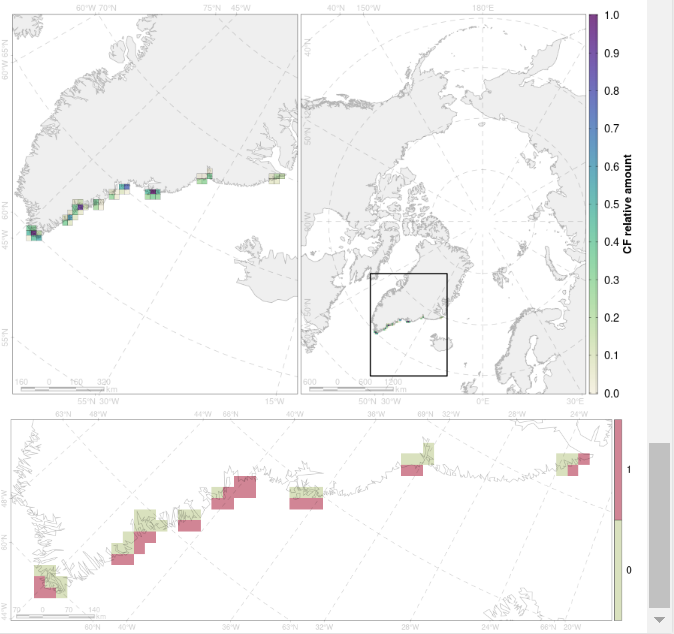 60°W 70°N 75°N 45°W 40°N 150°W 180°E
65°N
60°W
60°N
45°W
55°N
160 0 160 320
km
55°N 30°W 15°W
40°N
50°N
600 0 600 1200
km
50°N 30°W 0°E 30°E
1.0
0.9
0.8
0.7
0.6
0.5
0.4
0.3
0.2
0.1
0.0
CF relative amount
63°N 48°W 44°W 66°N 40°W 36°W 69°N 32°W 28°W 24°W
48°W
60°N
44°W
70 0 70 140
km
60°N 40°W 36°W 63°N 32°W 28°W 24°W 66°N 20°W
1
0